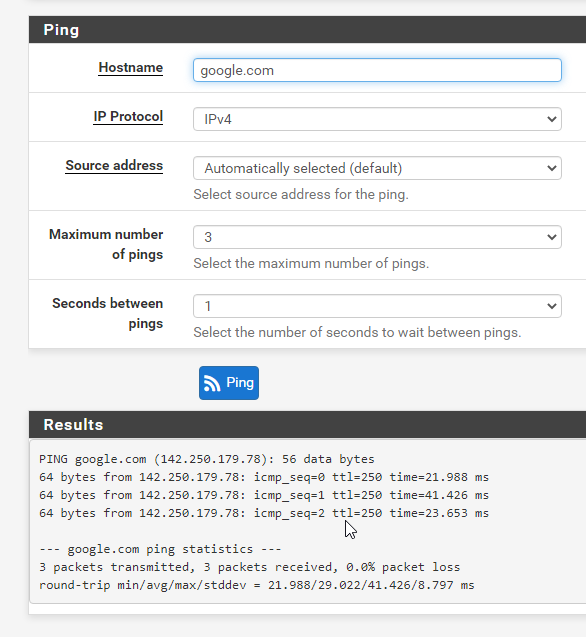 Ping
Hostname
google.com
IP Protocol
IPv4
Source address
Automatically selected (default)
Select source address for the ping.
Maximum number
of pings
3
Select the maximum number of pings.
Seconds between
pings
1
Select the number of seconds to wait between pings.
Ping
Results
PING google.com (142.250.179.78): 56 data bytes
64 bytes from 142.250.179.78: icmp_seq=0 ttl=250 time=21.988 ms
64 bytes from 142.250.179.78: icmp_seq=1 ttl=250 time=41.426 ms
64 bytes from 142.250.179.78: icmp_seq=2 ttl=250 time=23.653 ms
--- google.com ping statistics ---
3 packets transmitted, 3 packets received, 0.0% packet loss
round-trip min/avg/max/stddev = 21.988/29.022/41.426/8.797 ms